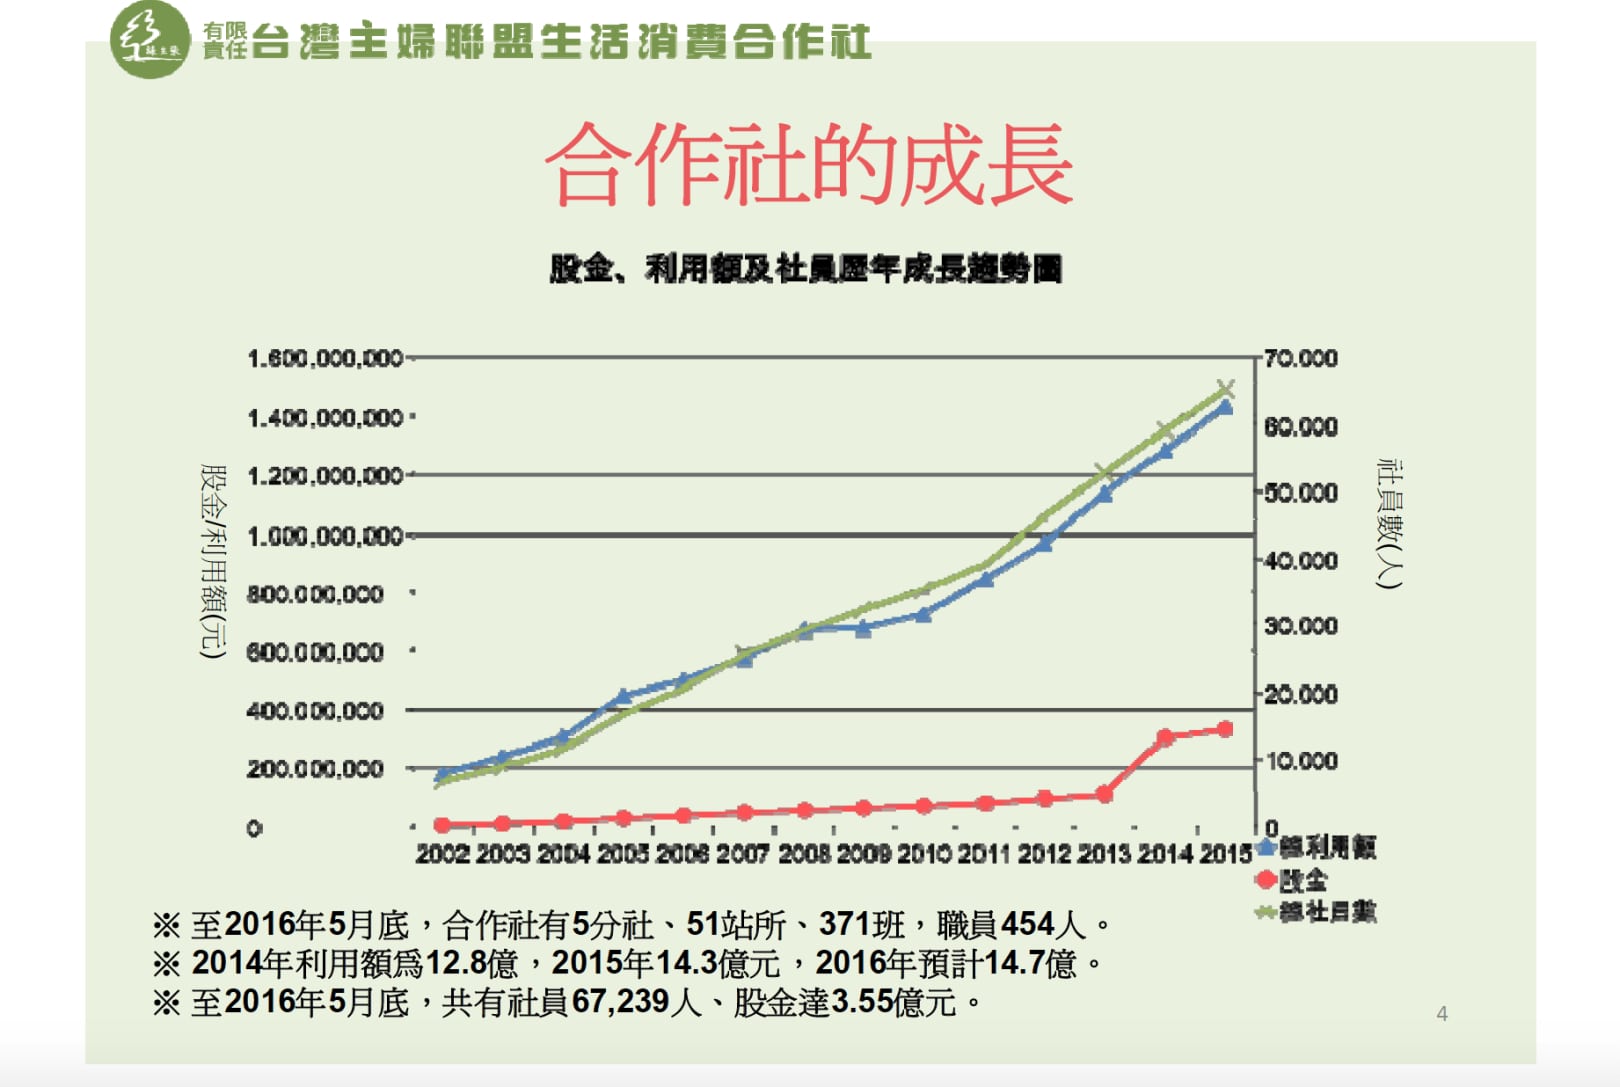 綠主張
有限責任台灣主婦聯盟生活消費合作社
合作社的成長
股金、利用額及社員歷年成長趨勢圖
股金/利用額(元)
1.600,000,000
1.400,000,000
1.200,000,000
1.000,000,000
800.000,000
600.000,000
400.000,000
200.000,000
0
70.000
60.000
50.000
40.000
30.000
20.000
10.000
0
社員數(人)
2002 2003 2004 2005 2006 2007 2008 2009 2010 2011 2012 2013 2014 2015
總利用額
股金
總社員數
※ 至2016年5月底，合作社有5分社、51站所、371班，職員454人。
※ 2014年利用額為12.8億，2015年14.3億元，2016年預計14.7億。
※ 至2016年5月底，共有社員67,239人、股金達3.55億元。
4